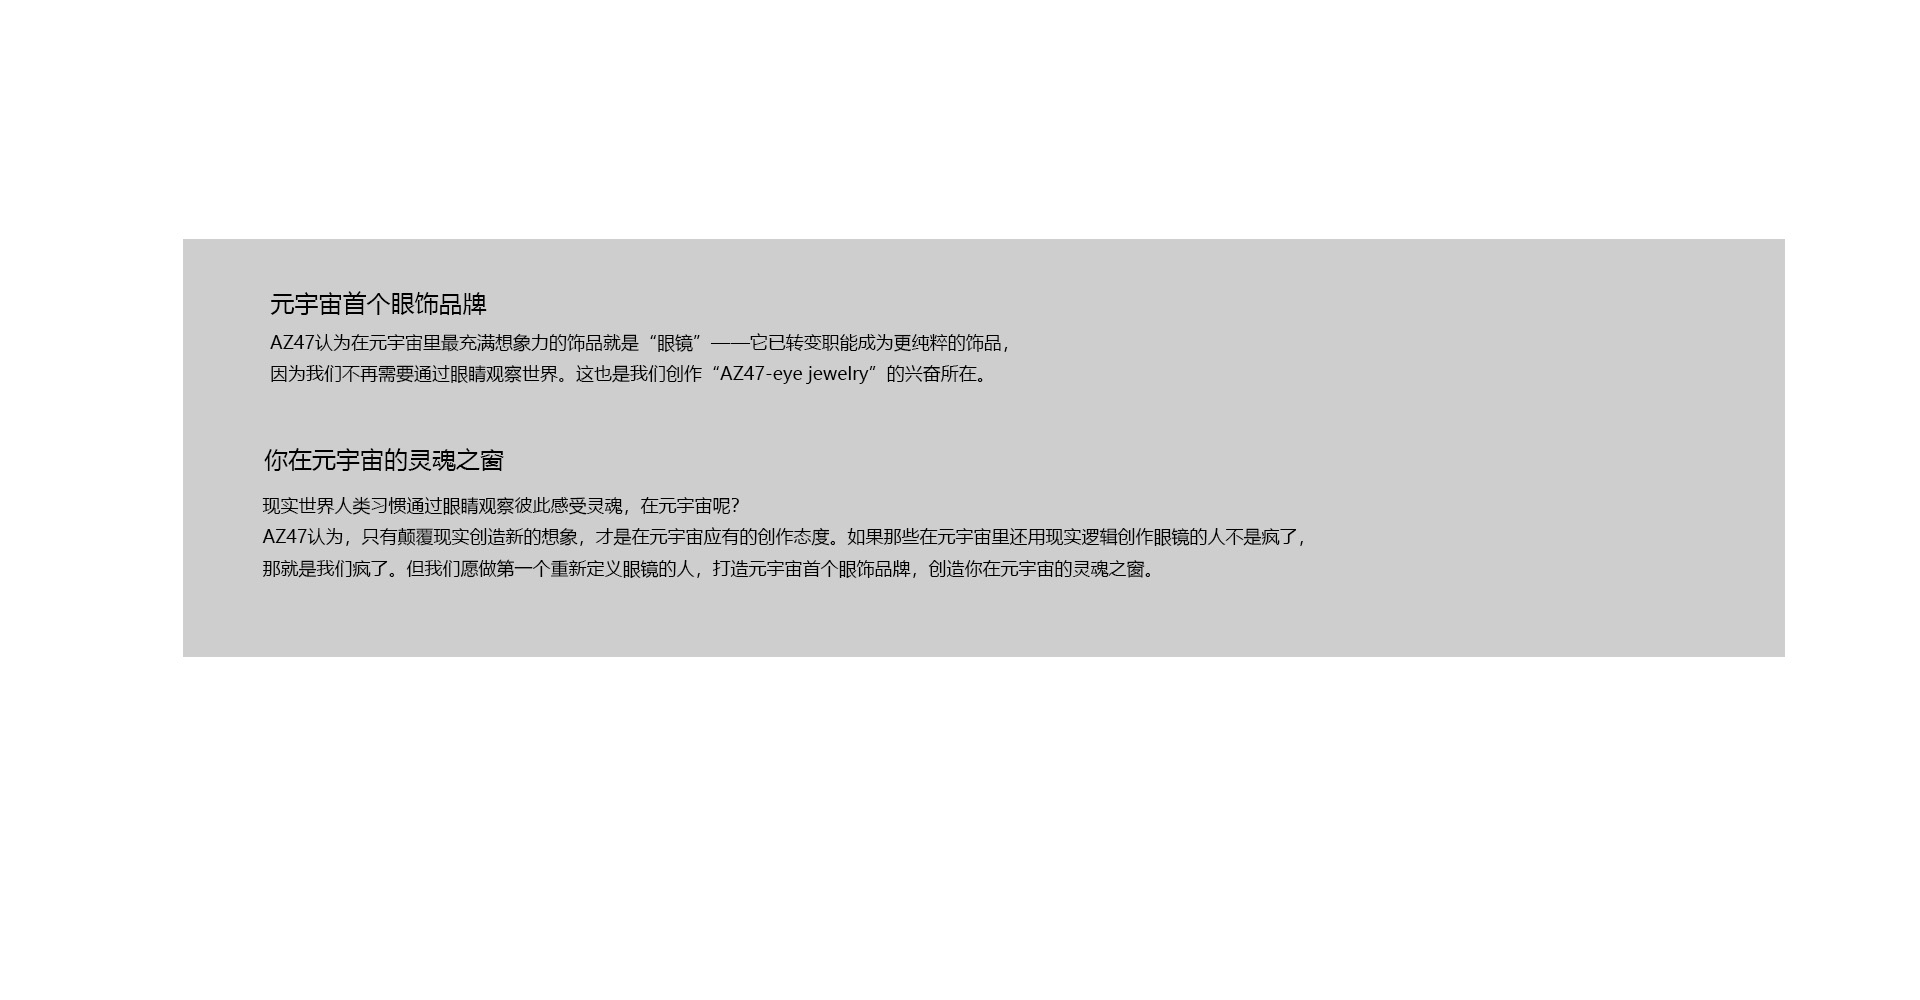 元宇宙首个眼饰品牌
AZ47认为在元宇宙里最充满想象力的饰品就是“眼镜”——它已转变职能成为更纯粹的饰品，
因为我们不再需要通过眼睛观察世界。这也是我们创作“AZ47-eye jewelry”的兴奋所在。
你在元宇宙的灵魂之窗
现实世界人类习惯通过眼睛观察彼此感受灵魂，在元宇宙呢？
AZ47认为，只有颠覆现实创造新的想象，才是在元宇宙应有的创作态度。如果那些在元宇宙里还用现实逻辑创作眼镜的人不是疯了，
那就是我们疯了。但我们愿做第一个重新定义眼镜的人，打造元宇宙首个眼饰品牌，创造你在元宇宙的灵魂之窗。